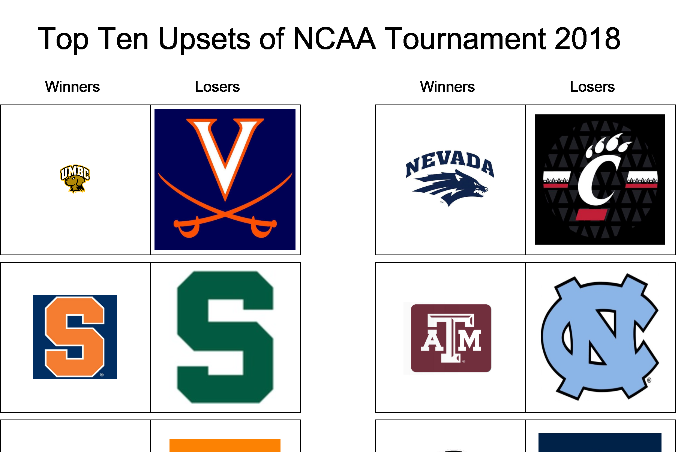 Top Ten Upsets of NCAA Tournament 2018
Winners Losers Winners Losers
UMBC
V
NEVADA
C
S
S
ATM
NC